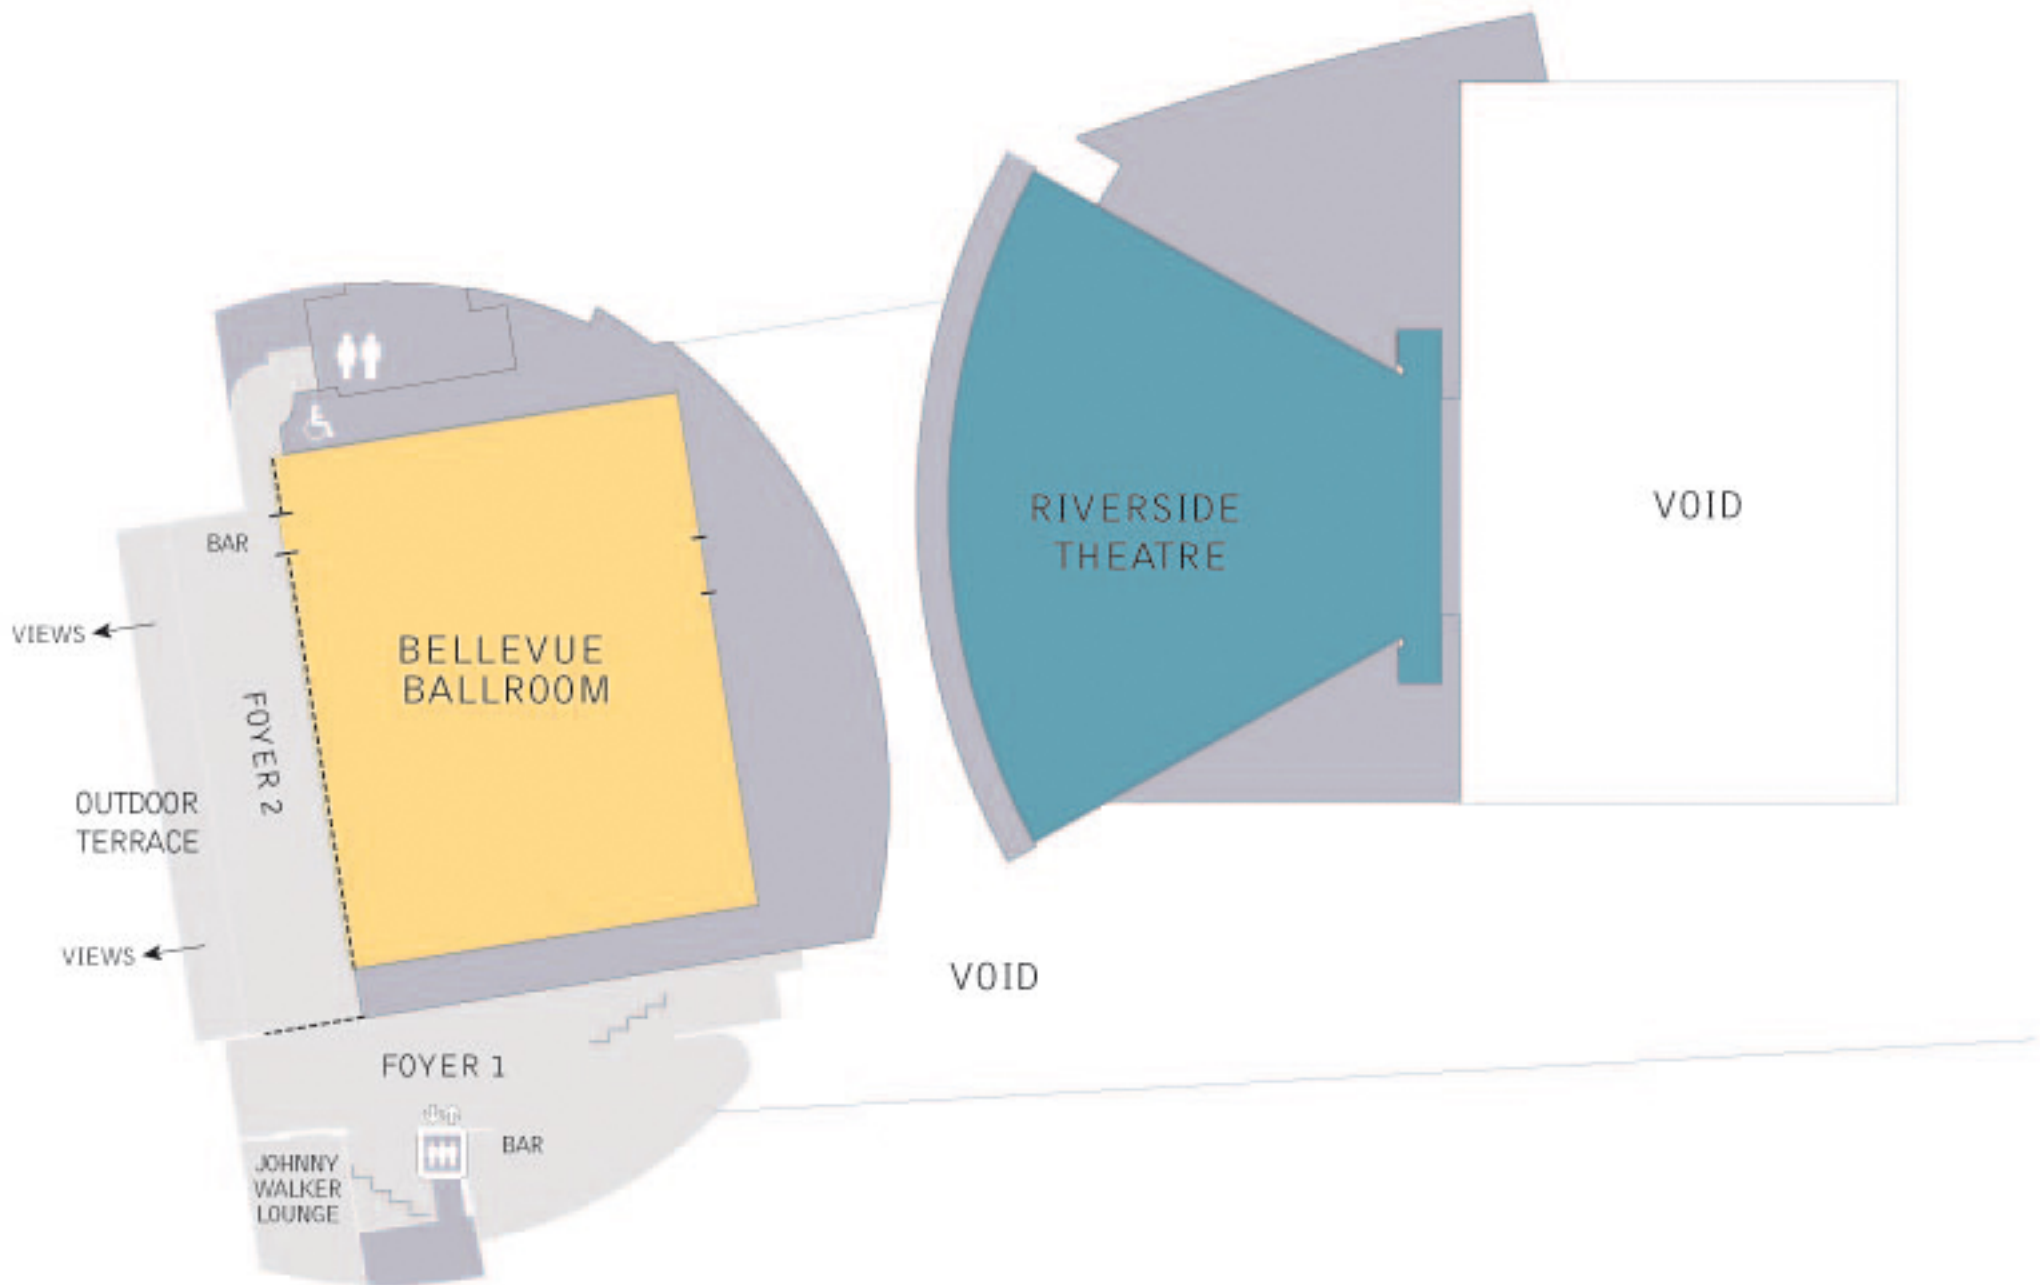 RIVERSIDE
THEATRE
VOID
BAR
VIEWS
BELLEVUE
BALLROOM
FOYER 2
OUTDOOR
TERRACE
VIEWS
VOID
FOYER 1
BAR
JOHNNY
WALKER
LOUNGE